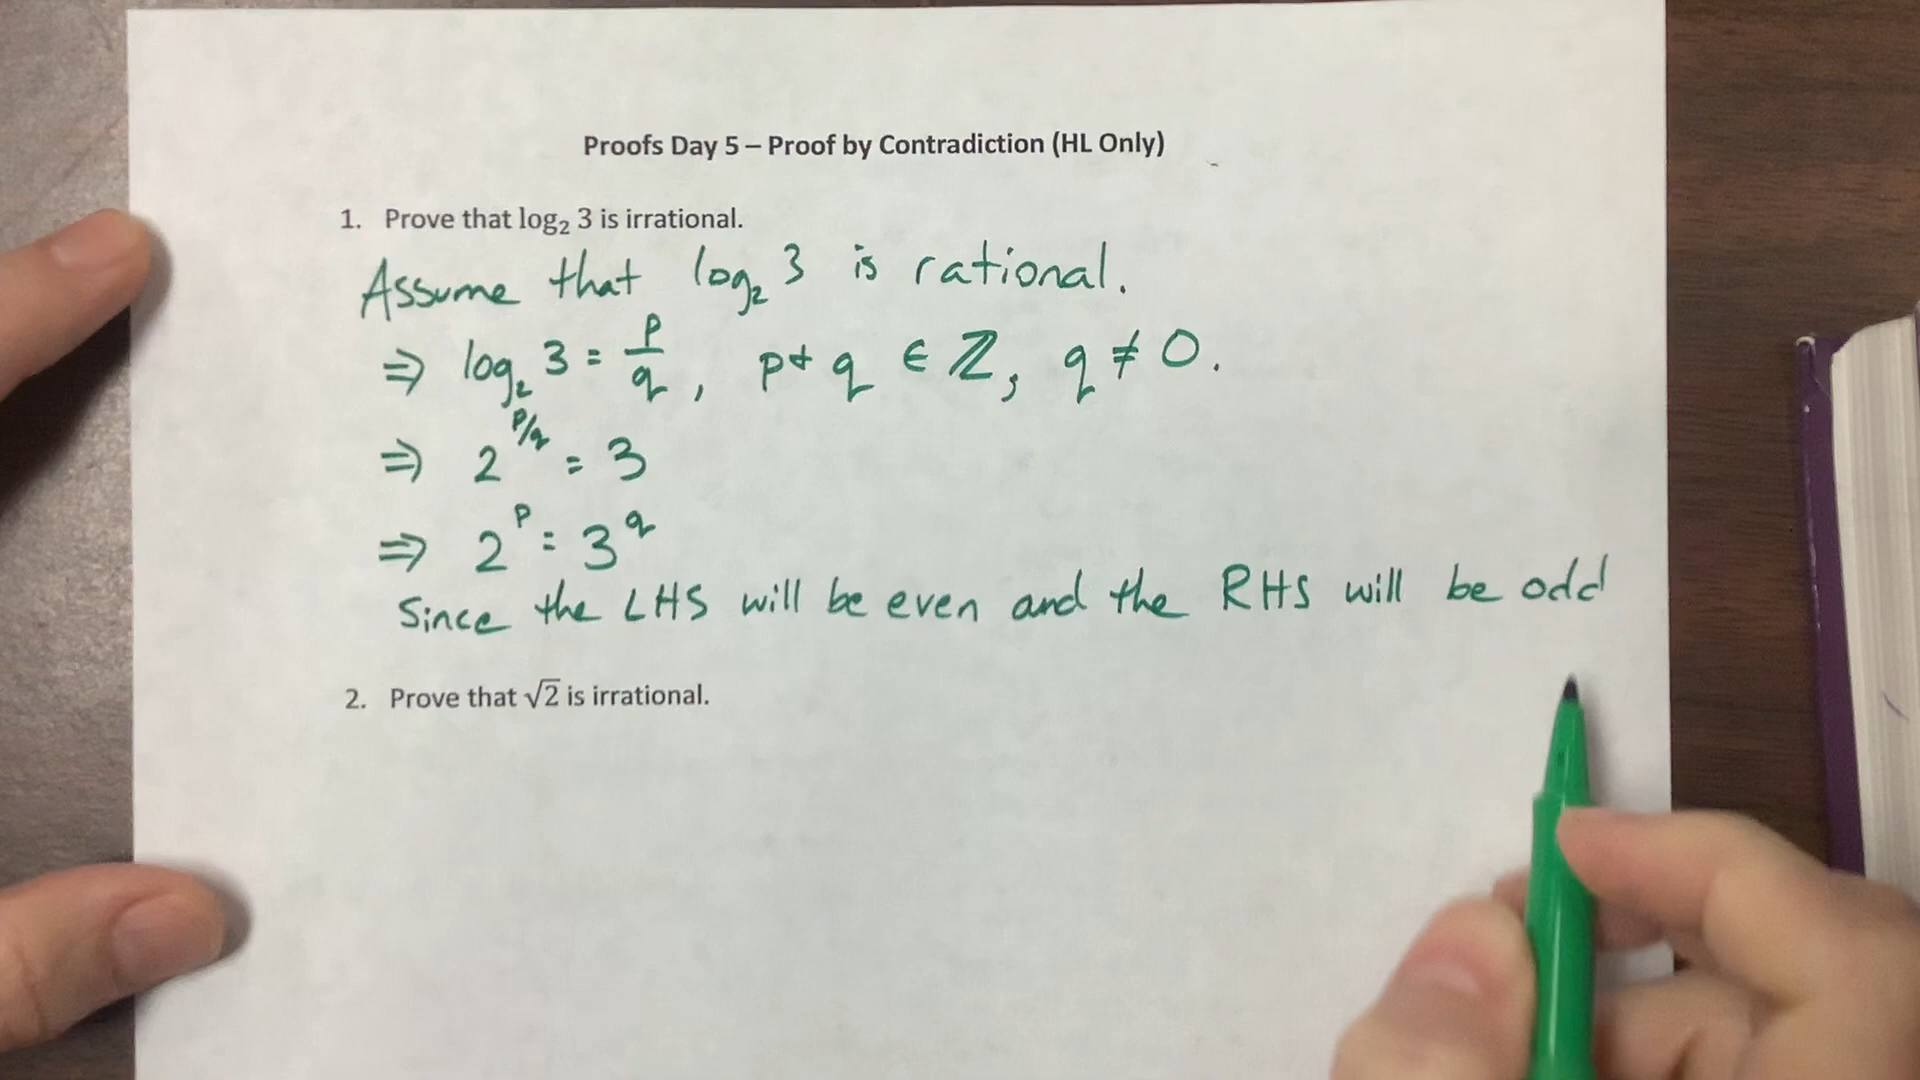 Proofs Day 5 – Proof by Contradiction (HL Only)
1. Prove that log₂ 3 is irrational.
Assume that log₂ 3 is rational.
⇒ log₂ 3 = p/q, p + q ∈ ℤ, q ≠ 0.
⇒ 2^(p/q) = 3
⇒ 2^p = 3^q
Since the LHS will be even and the RHS will be odd
2. Prove that √2 is irrational.